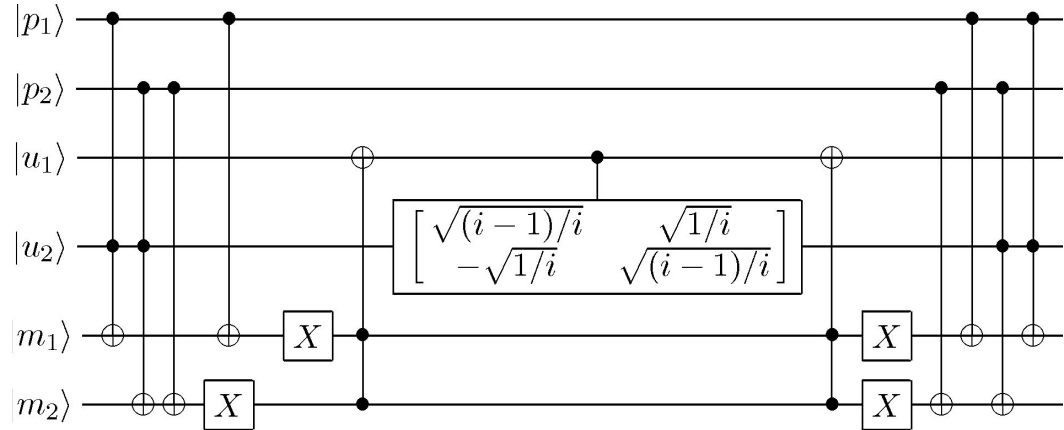 |p₁⟩
|p₂⟩
|u₁⟩
|u₂⟩ [ √(i − 1)/i √1/i
−√1/i √(i − 1)/i ]
|m₁⟩ X X
|m₂⟩ X X